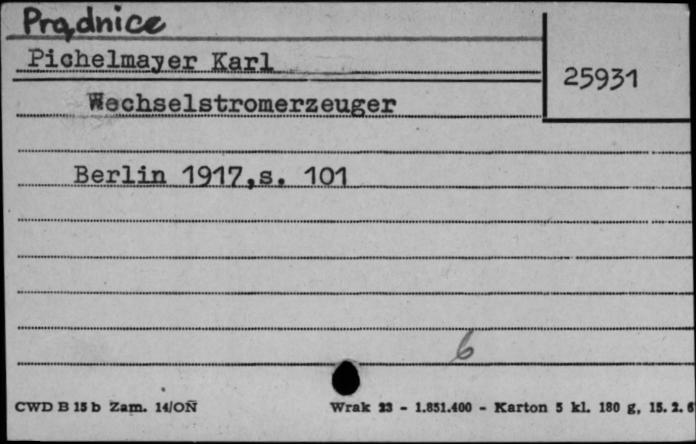 Prądnice
Pichelmayer Karl
25931
Wechselstromerzeuger
Berlin 1917,s. 101
6
CWD B 15 b Zam. 14/ON Wrak 23 - 1.851.400 - Karton 5 kl. 180 g, 15. 2. 6